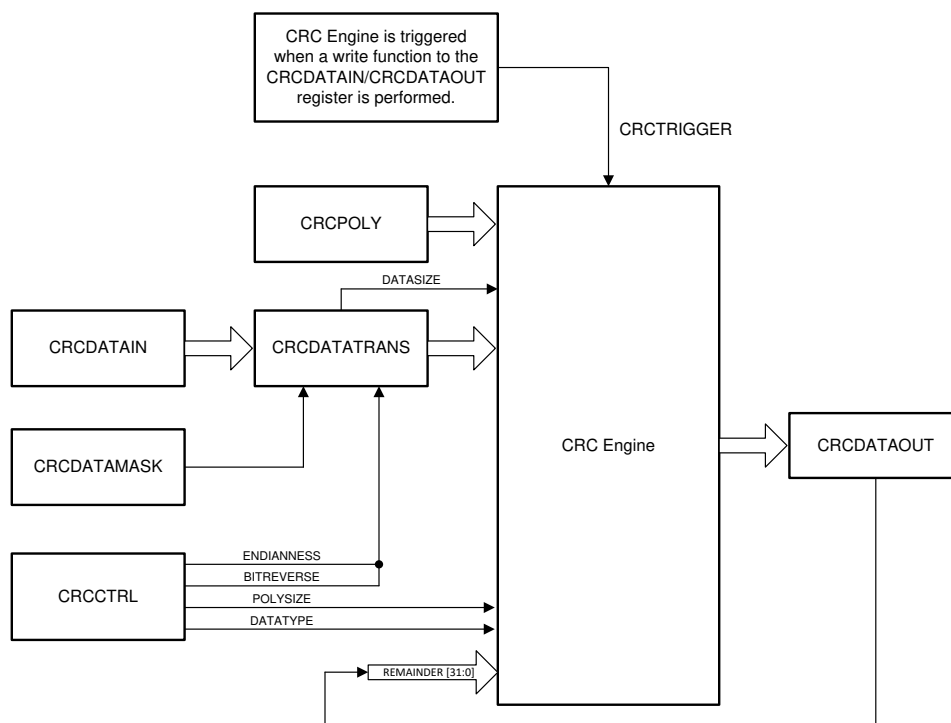 CRC Engine is triggered
when a write function to the
CRCDATAIN/CRCDATAOUT
register is performed.
CRCTRIGGER
CRCPOLY
DATASIZE
CRCDATAIN
CRCDATATRANS
CRC Engine
CRCDATAOUT
CRCDATAMASK
ENDIANNESS
BITREVERSE
CRCCTRL
POLYSIZE
DATATYPE
REMAINDER [31:0]